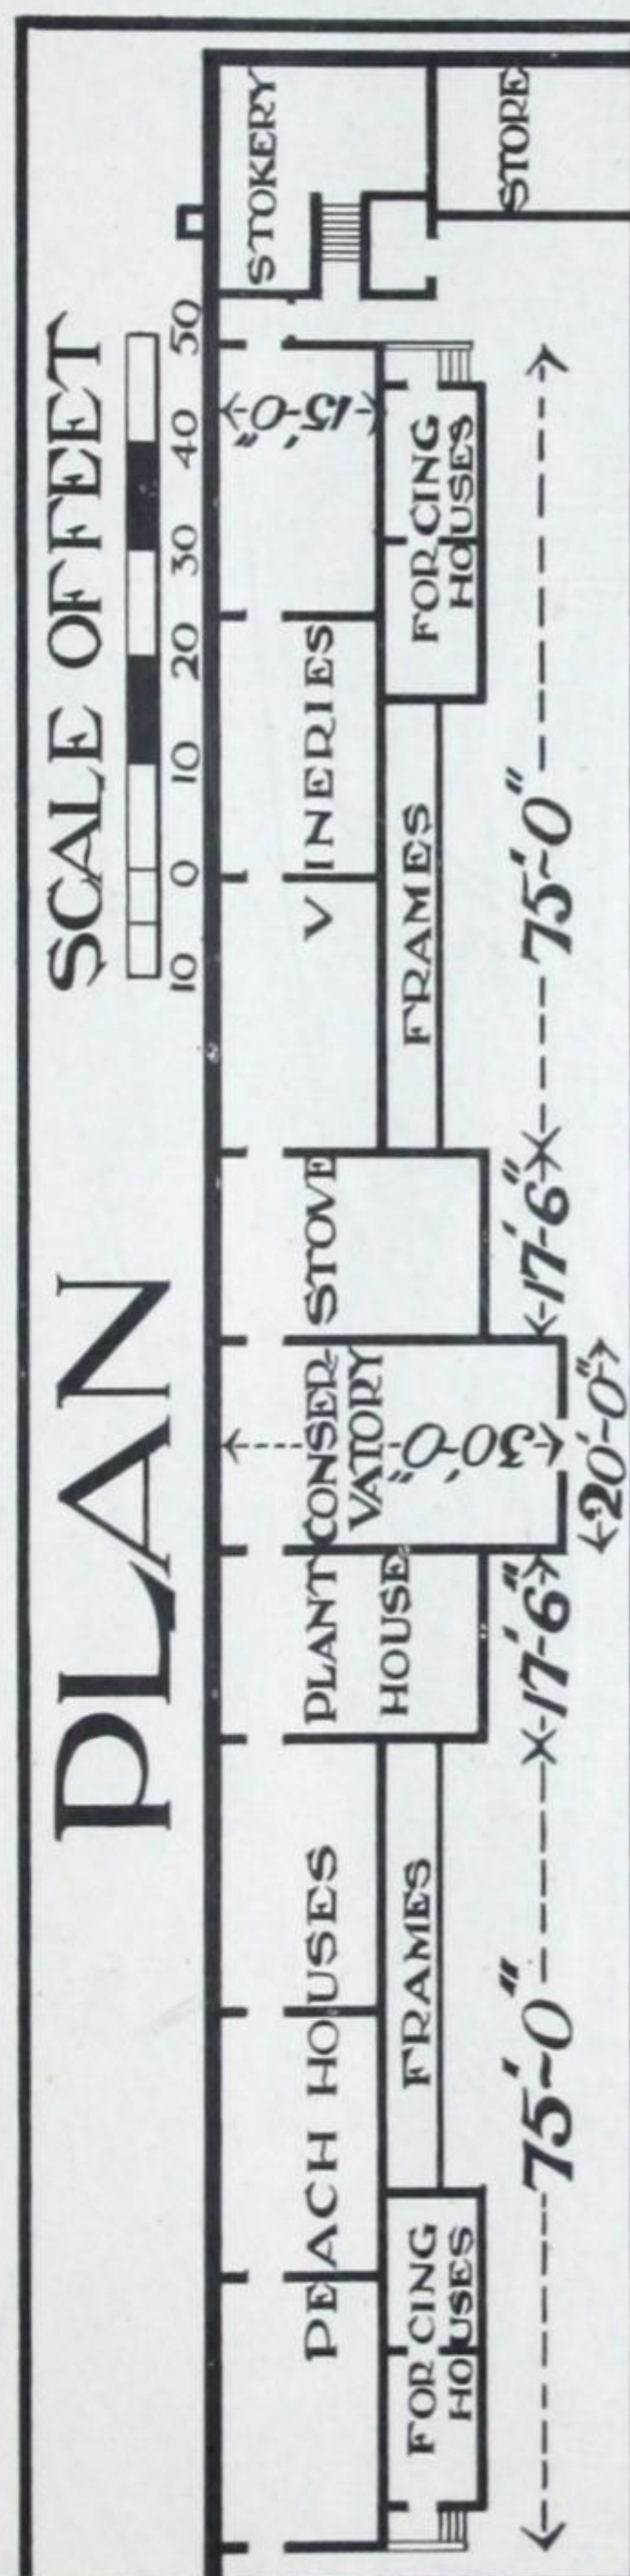 PLAN
SCALE OF FEET
10 0 10 20 30 40 50
PEACH HOUSES
PLANT
HOUSE
CONSER-
VATORY
STOVE
VINERIES
STOKERY
STORE
15'-0"
30'-0"
FORCING
HOUSES
FRAMES
FRAMES
FORCING
HOUSES
75'-0"
17'-6"
20'-0"
17'-6"
75'-0"